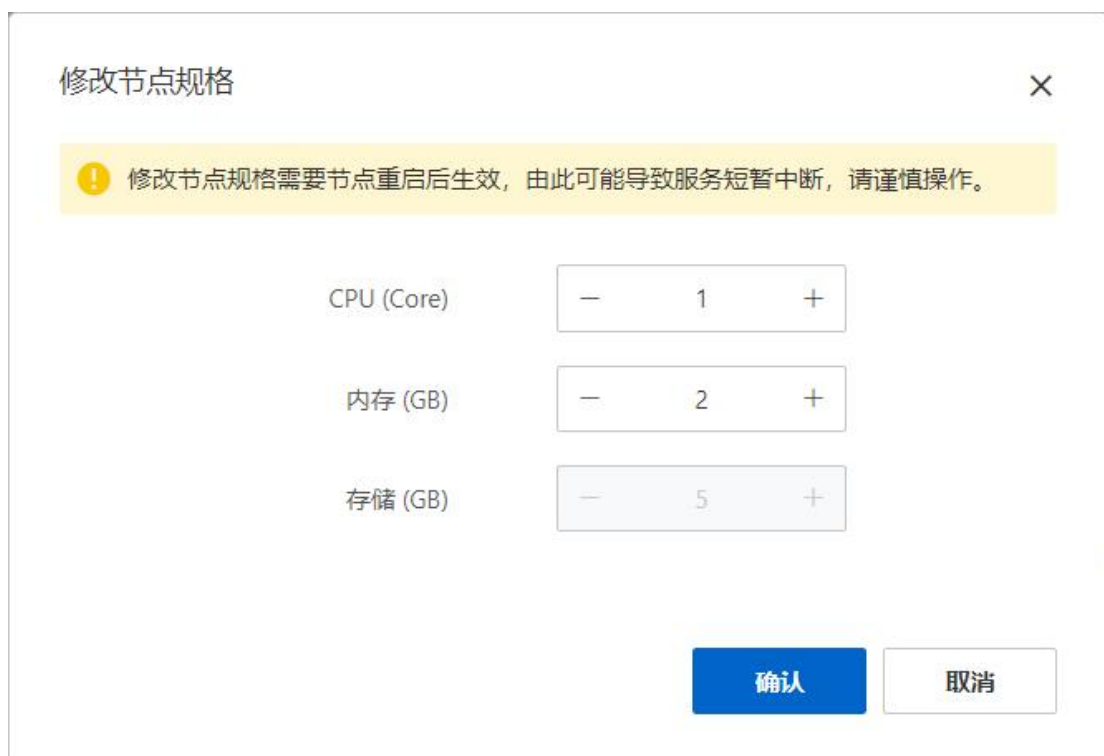 修改节点规格
修改节点规格需要节点重启后生效，由此可能导致服务短暂中断，请谨慎操作。
CPU (Core)
1
内存 (GB)
2
存储 (GB)
5
确认
取消